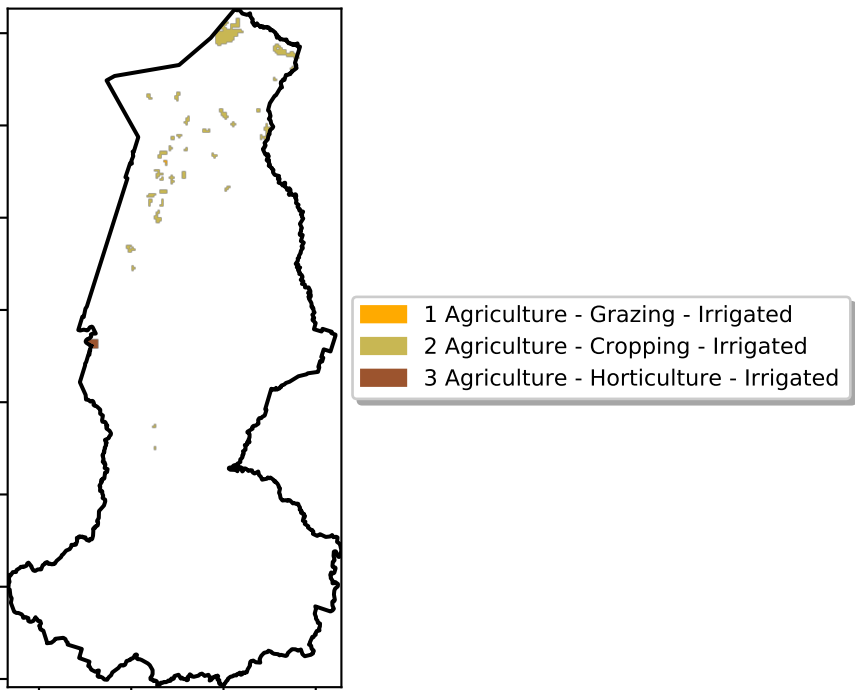 1 Agriculture - Grazing - Irrigated
2 Agriculture - Cropping - Irrigated
3 Agriculture - Horticulture - Irrigated